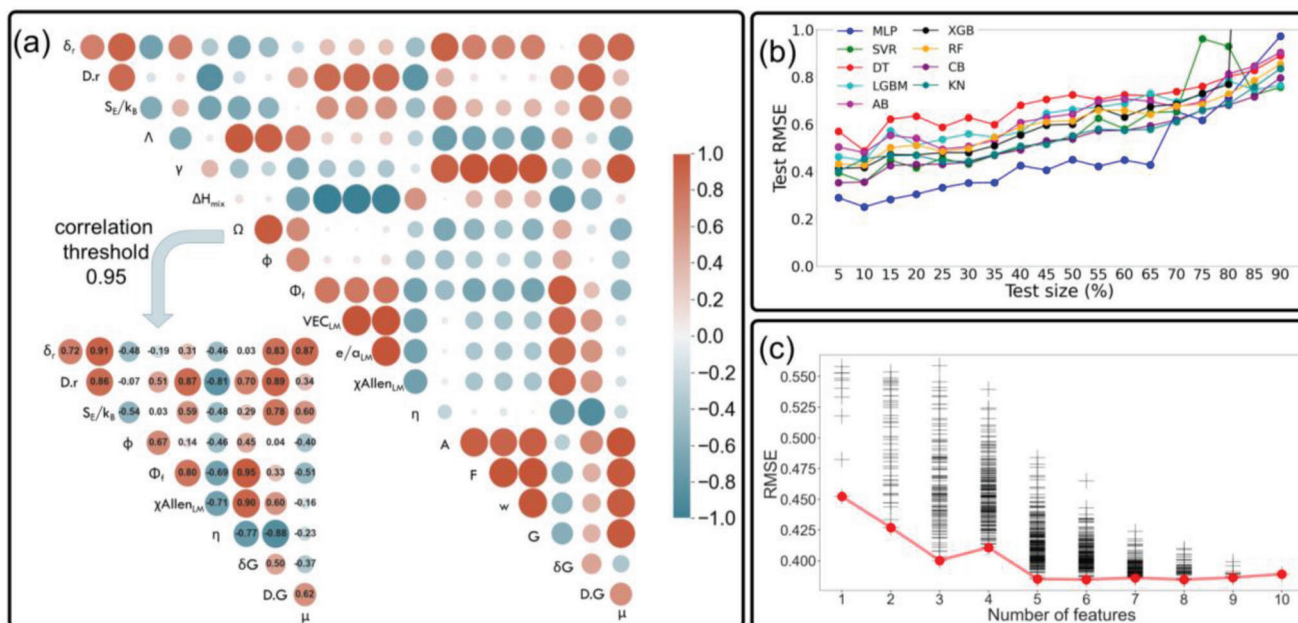 (a)
δr
D.r
SE/kB
Λ
γ
ΔHmix
Ω
ϕ
Φf
VECLM
e/aLM
χAllenLM
η
A
F
w
G
δG
D.G
μ
correlation
threshold
0.95
δr 0.72 0.91 -0.48 -0.19 0.31 -0.46 0.03 0.83 0.87
D.r 0.86 -0.07 0.51 0.87 -0.81 0.70 0.89 0.34
SE/kB -0.54 0.03 0.59 -0.48 0.29 0.78 0.60
ϕ 0.67 0.14 -0.46 0.45 0.04 -0.40
Φf 0.80 -0.69 0.95 0.33 -0.51
χAllenLM -0.71 0.90 0.60 -0.16
η -0.77 -0.88 -0.23
δG 0.50 -0.37
D.G 0.62
μ
1.0
0.8
0.6
0.4
0.2
0.0
−0.2
−0.4
−0.6
−0.8
−1.0
(b)
MLP
SVR
DT
LGBM
AB
XGB
RF
CB
KN
Test RMSE
1.0
0.8
0.6
0.4
0.2
0.0
5 10 15 20 25 30 35 40 45 50 55 60 65 70 75 80 85 90
Test size (%)
(c)
RMSE
0.550
0.525
0.500
0.475
0.450
0.425
0.400
1 2 3 4 5 6 7 8 9 10
Number of features